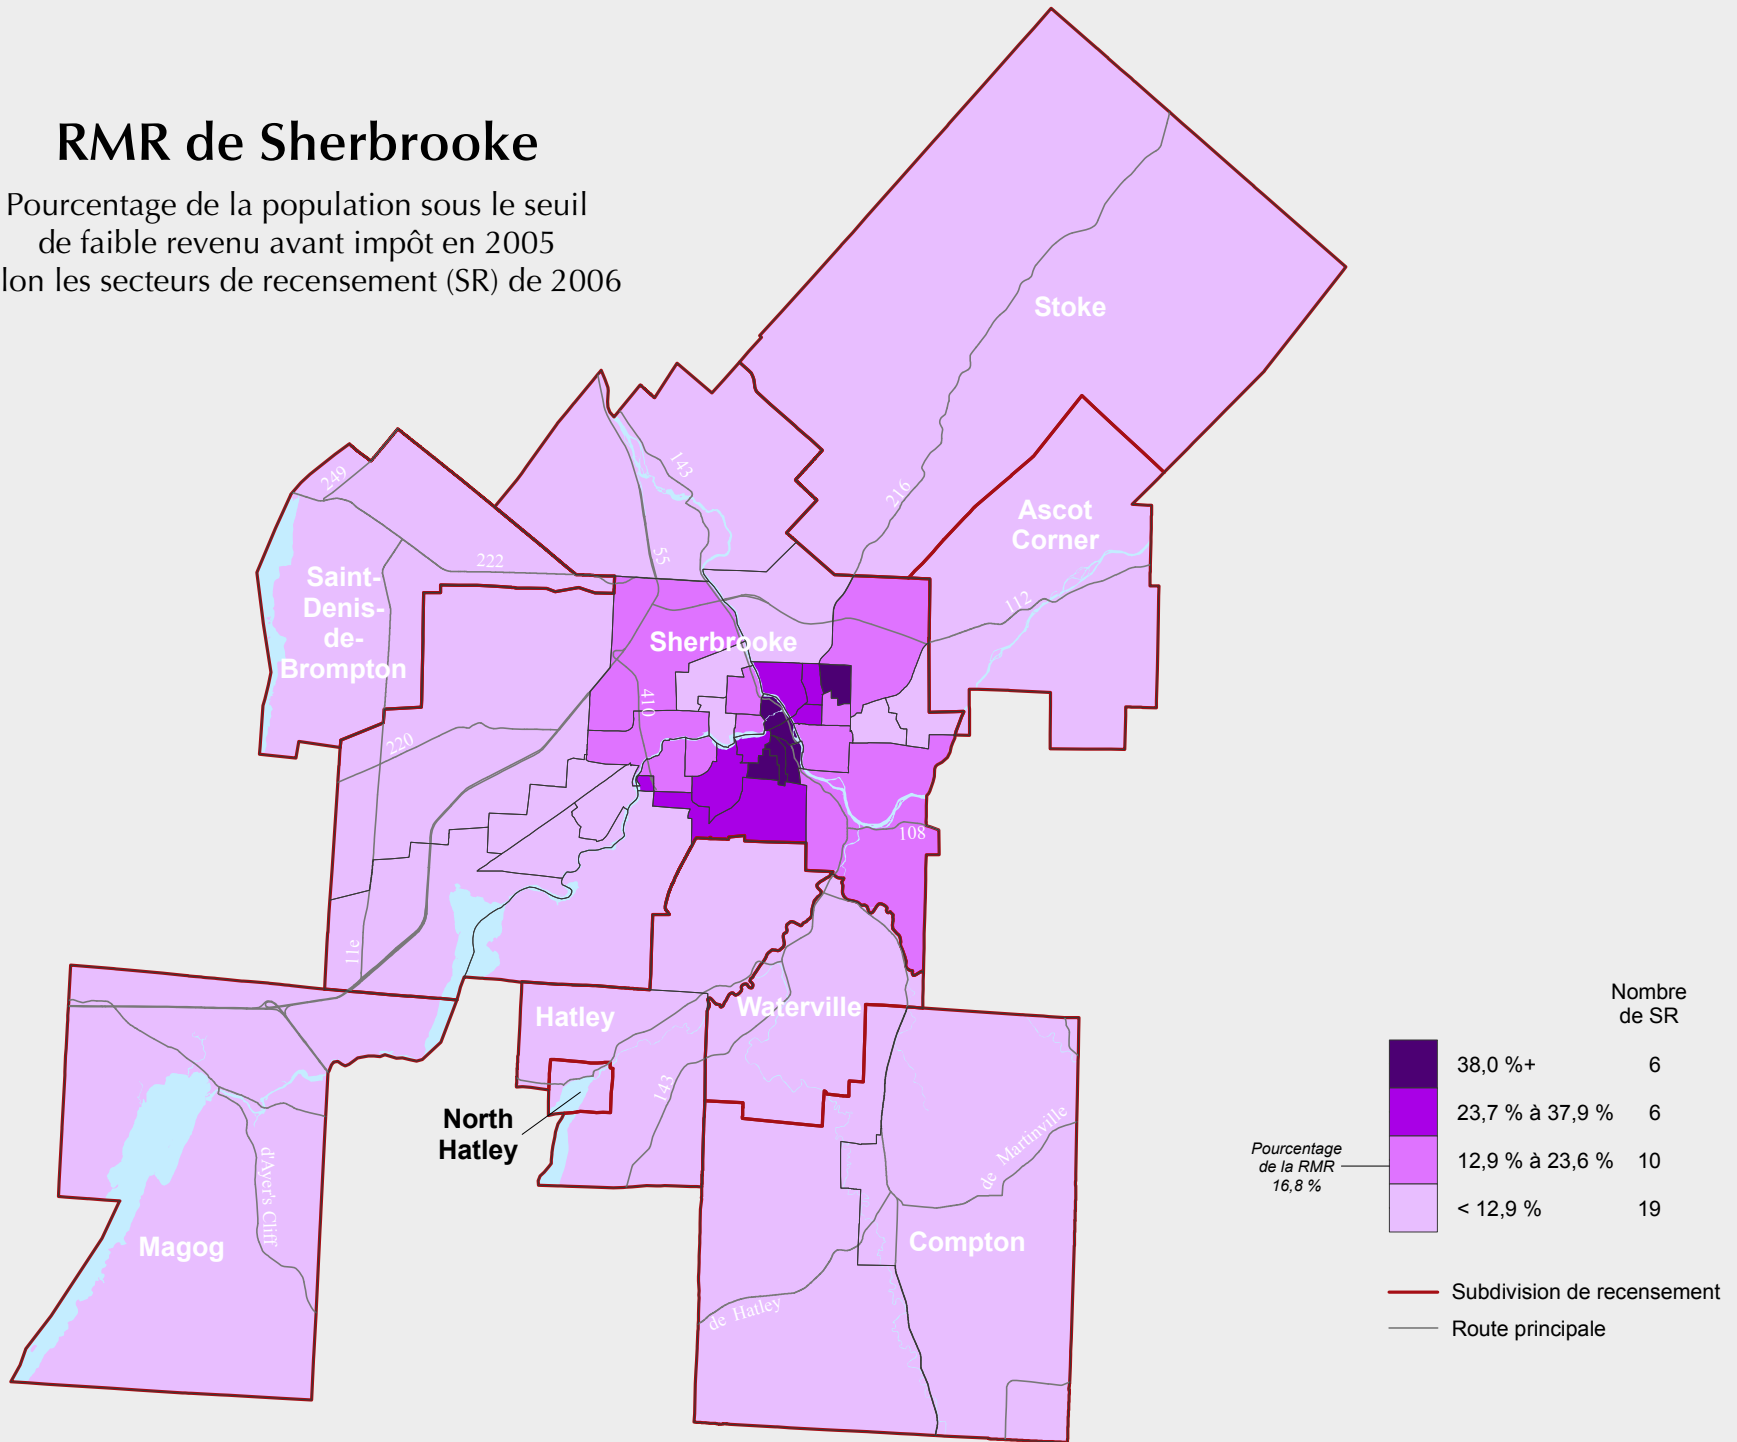 RMR de Sherbrooke
Pourcentage de la population sous le seuil
de faible revenu avant impôt en 2005
lon les secteurs de recensement (SR) de 2006
Stoke
Ascot
Corner
Saint-
Denis-
de-
Brompton
Sherbrooke
249
222
143
55
216
112
410
220
108
11e
Hatley
Waterville
North
Hatley
143
Magog
d'Ayer's Cliff
de Martinville
Compton
de Hatley
Nombre
de SR
38,0 %+ 6
23,7 % à 37,9 % 6
12,9 % à 23,6 % 10
< 12,9 % 19
Pourcentage
de la RMR
16,8 %
Subdivision de recensement
Route principale